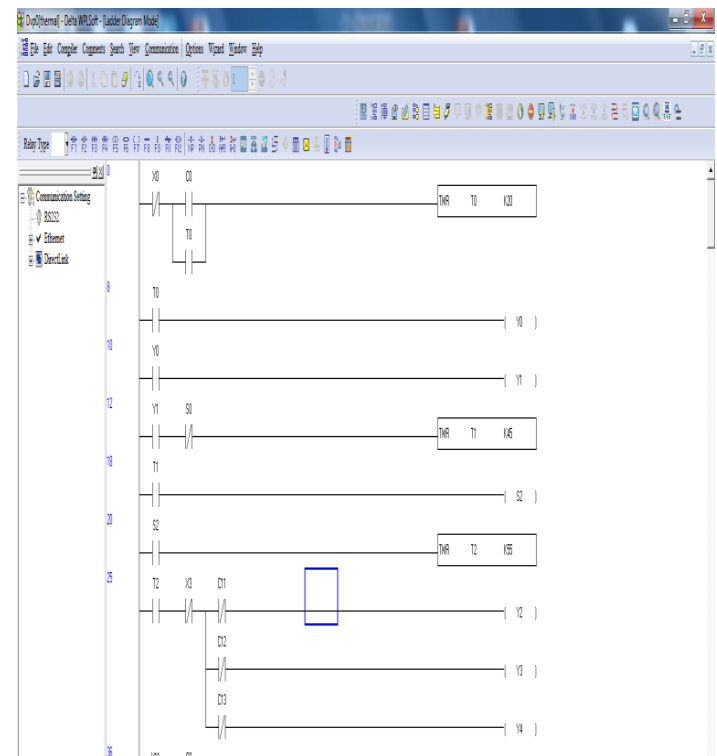 Dvp0[thermal] - Delta WPLSoft - [Ladder Diagram Mode]
File Edit Compiler Comments Search View Communication Options Wizard Window Help
Relay Type
Communication Setting
RS232
Ethernet
DirectLink
0 X0 C0
TMR T0 K20
T0
8 T0
Y0
10 Y0
Y1
12 Y1 S0
TMR T1 K45
18 T1
S2
20 S2
TMR T2 K55
25 T2 X3 C11
Y2
C12
Y3
C13
Y4
36